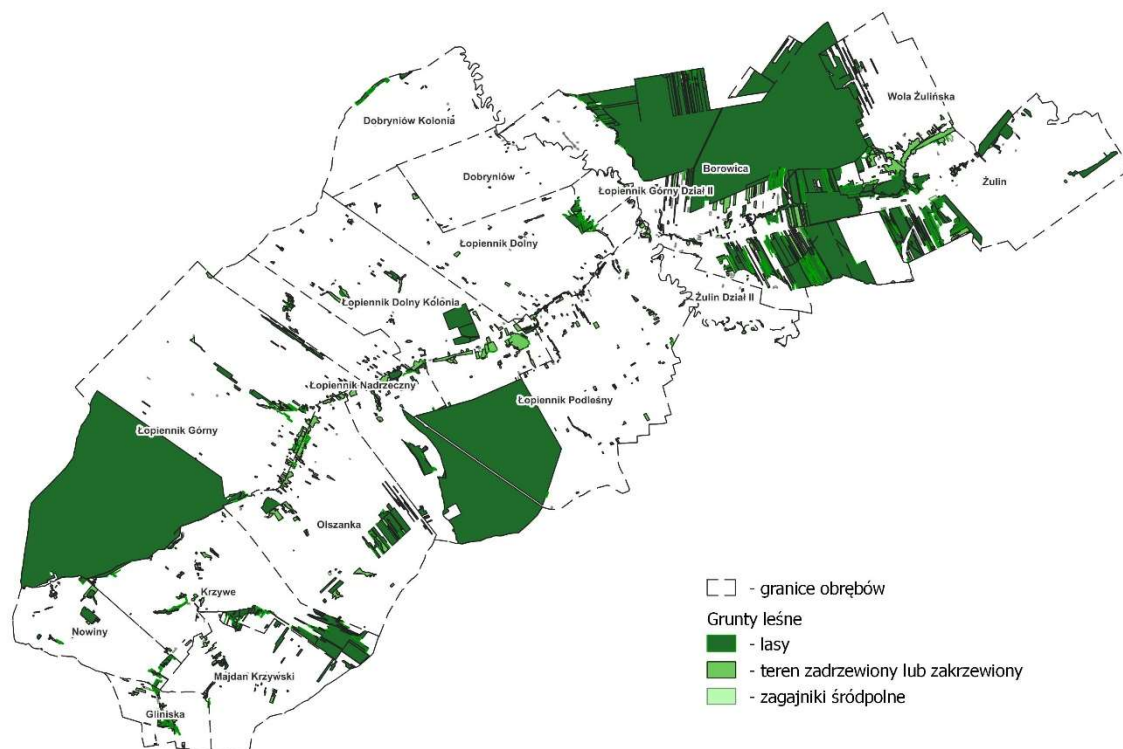 Wola Żulińska
Dobryniów Kolonia
Borowica
Dobryniów
Żulin
Łopiennik Górny Dział II
Łopiennik Dolny
Żulin Dział II
Łopiennik Dolny Kolonia
Łopiennik Nadrzeczny
Łopiennik Podleśny
Łopiennik Górny
Olszanka
Krzywe
Nowiny
Majdan Krzywski
Gliniska
- granice obrębów
Grunty leśne
- lasy
- teren zadrzewiony lub zakrzewiony
- zagajniki śródpolne